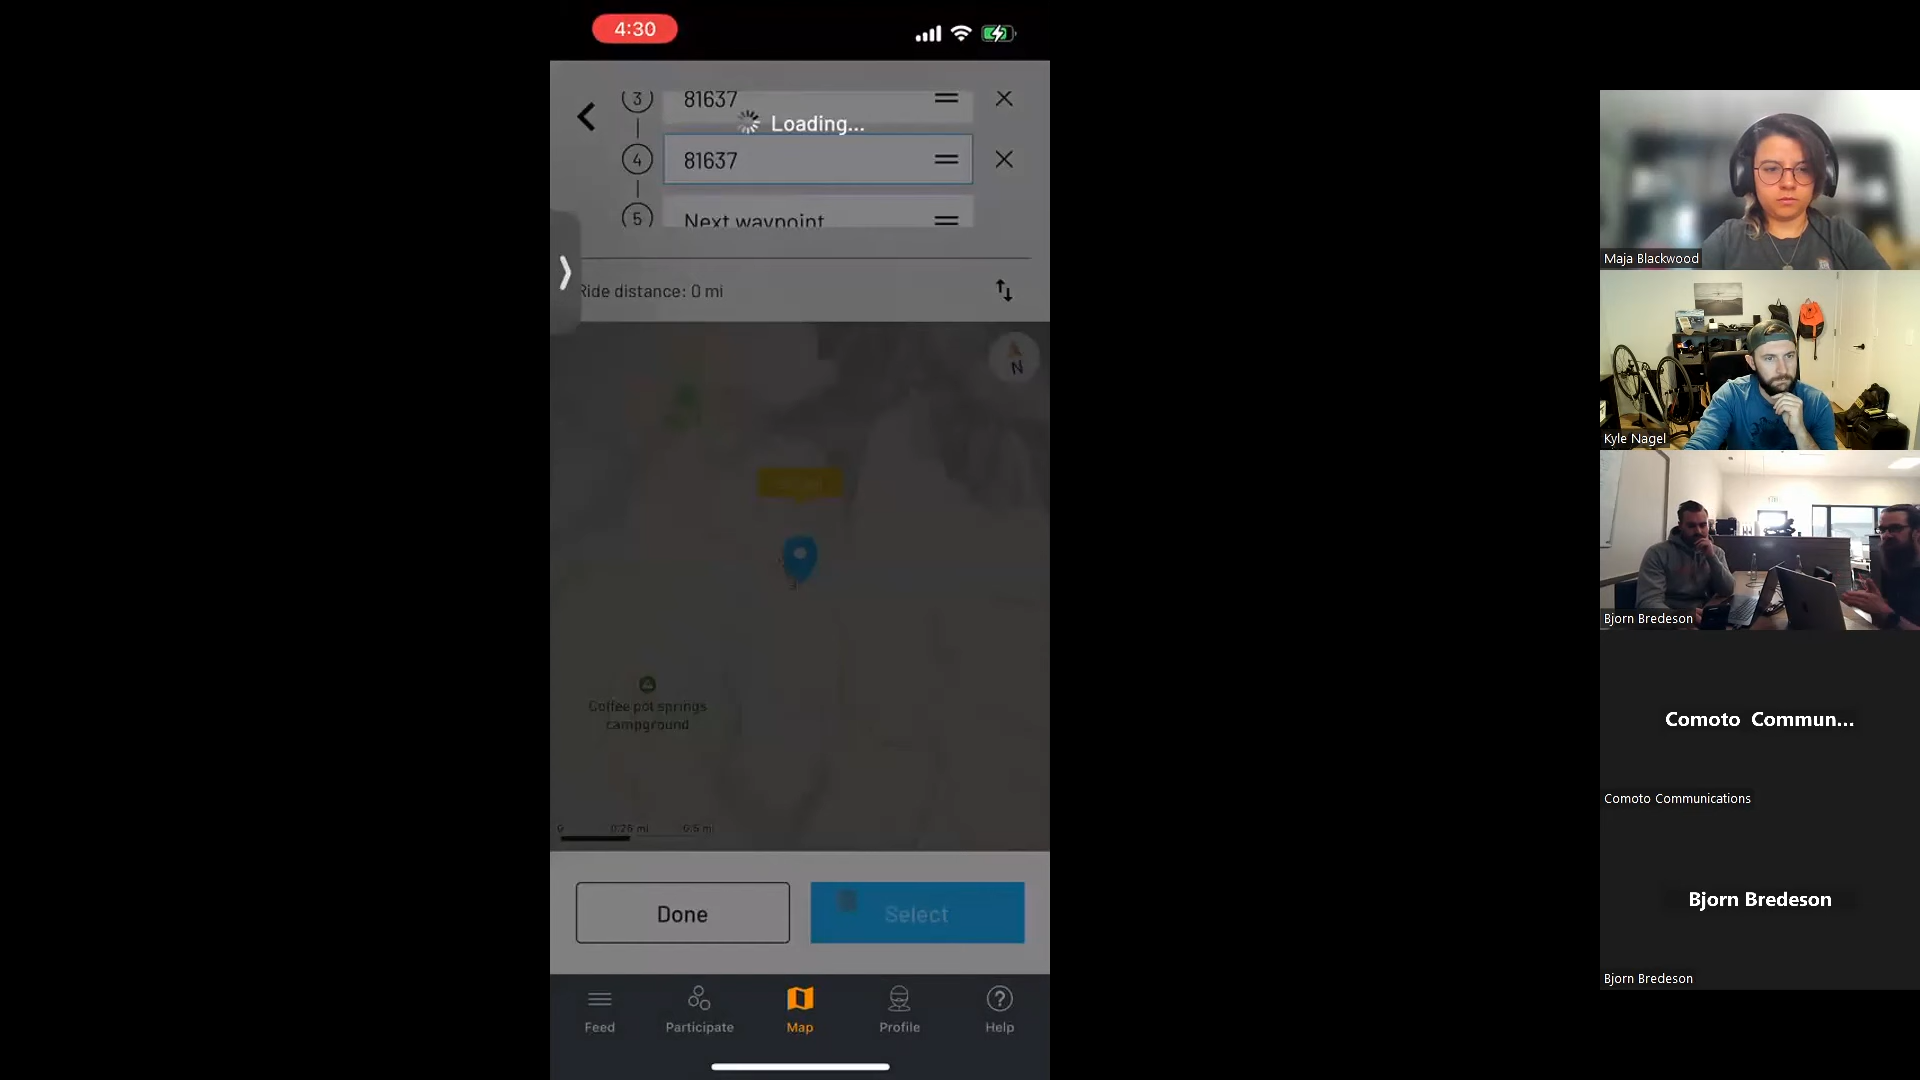 4:30
3
81637
Loading...
4
81637
5
Next waypoint
Ride distance: 0 mi
N
Coffee pot springs
campground
0
0.25 mi
0.5 mi
Done
Select
Feed
Participate
Map
Profile
Help
Maja Blackwood
Kyle Nagel
Bjorn Bredeson
Comoto Commun...
Comoto Communications
Bjorn Bredeson
Bjorn Bredeson